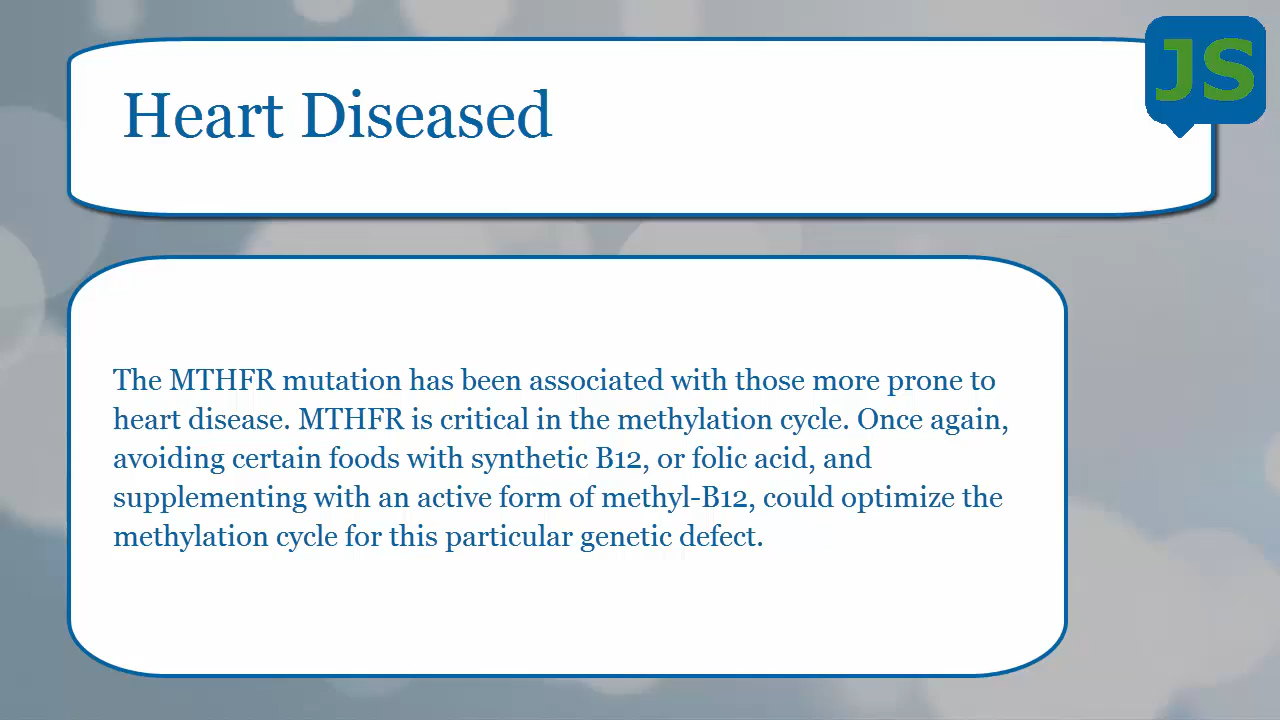 JS
Heart Diseased
The MTHFR mutation has been associated with those more prone to
heart disease. MTHFR is critical in the methylation cycle. Once again,
avoiding certain foods with synthetic B12, or folic acid, and
supplementing with an active form of methyl-B12, could optimize the
methylation cycle for this particular genetic defect.